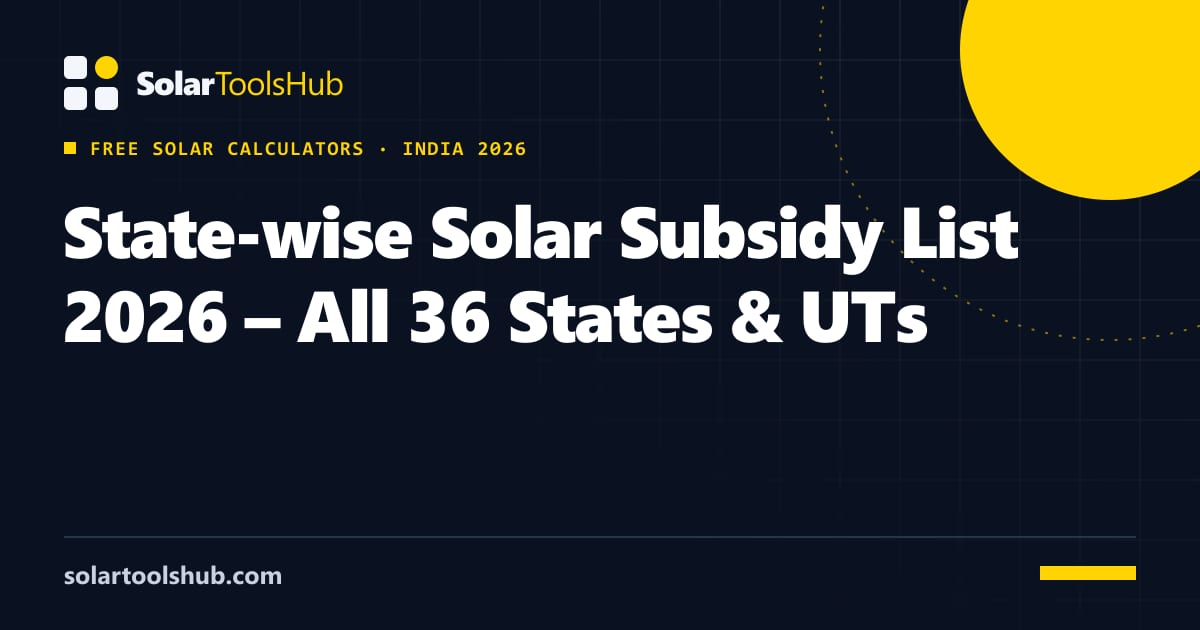 SolarToolsHub
FREE SOLAR CALCULATORS · INDIA 2026
State-wise Solar Subsidy List
2026 – All 36 States & UTs
solartoolshub.com